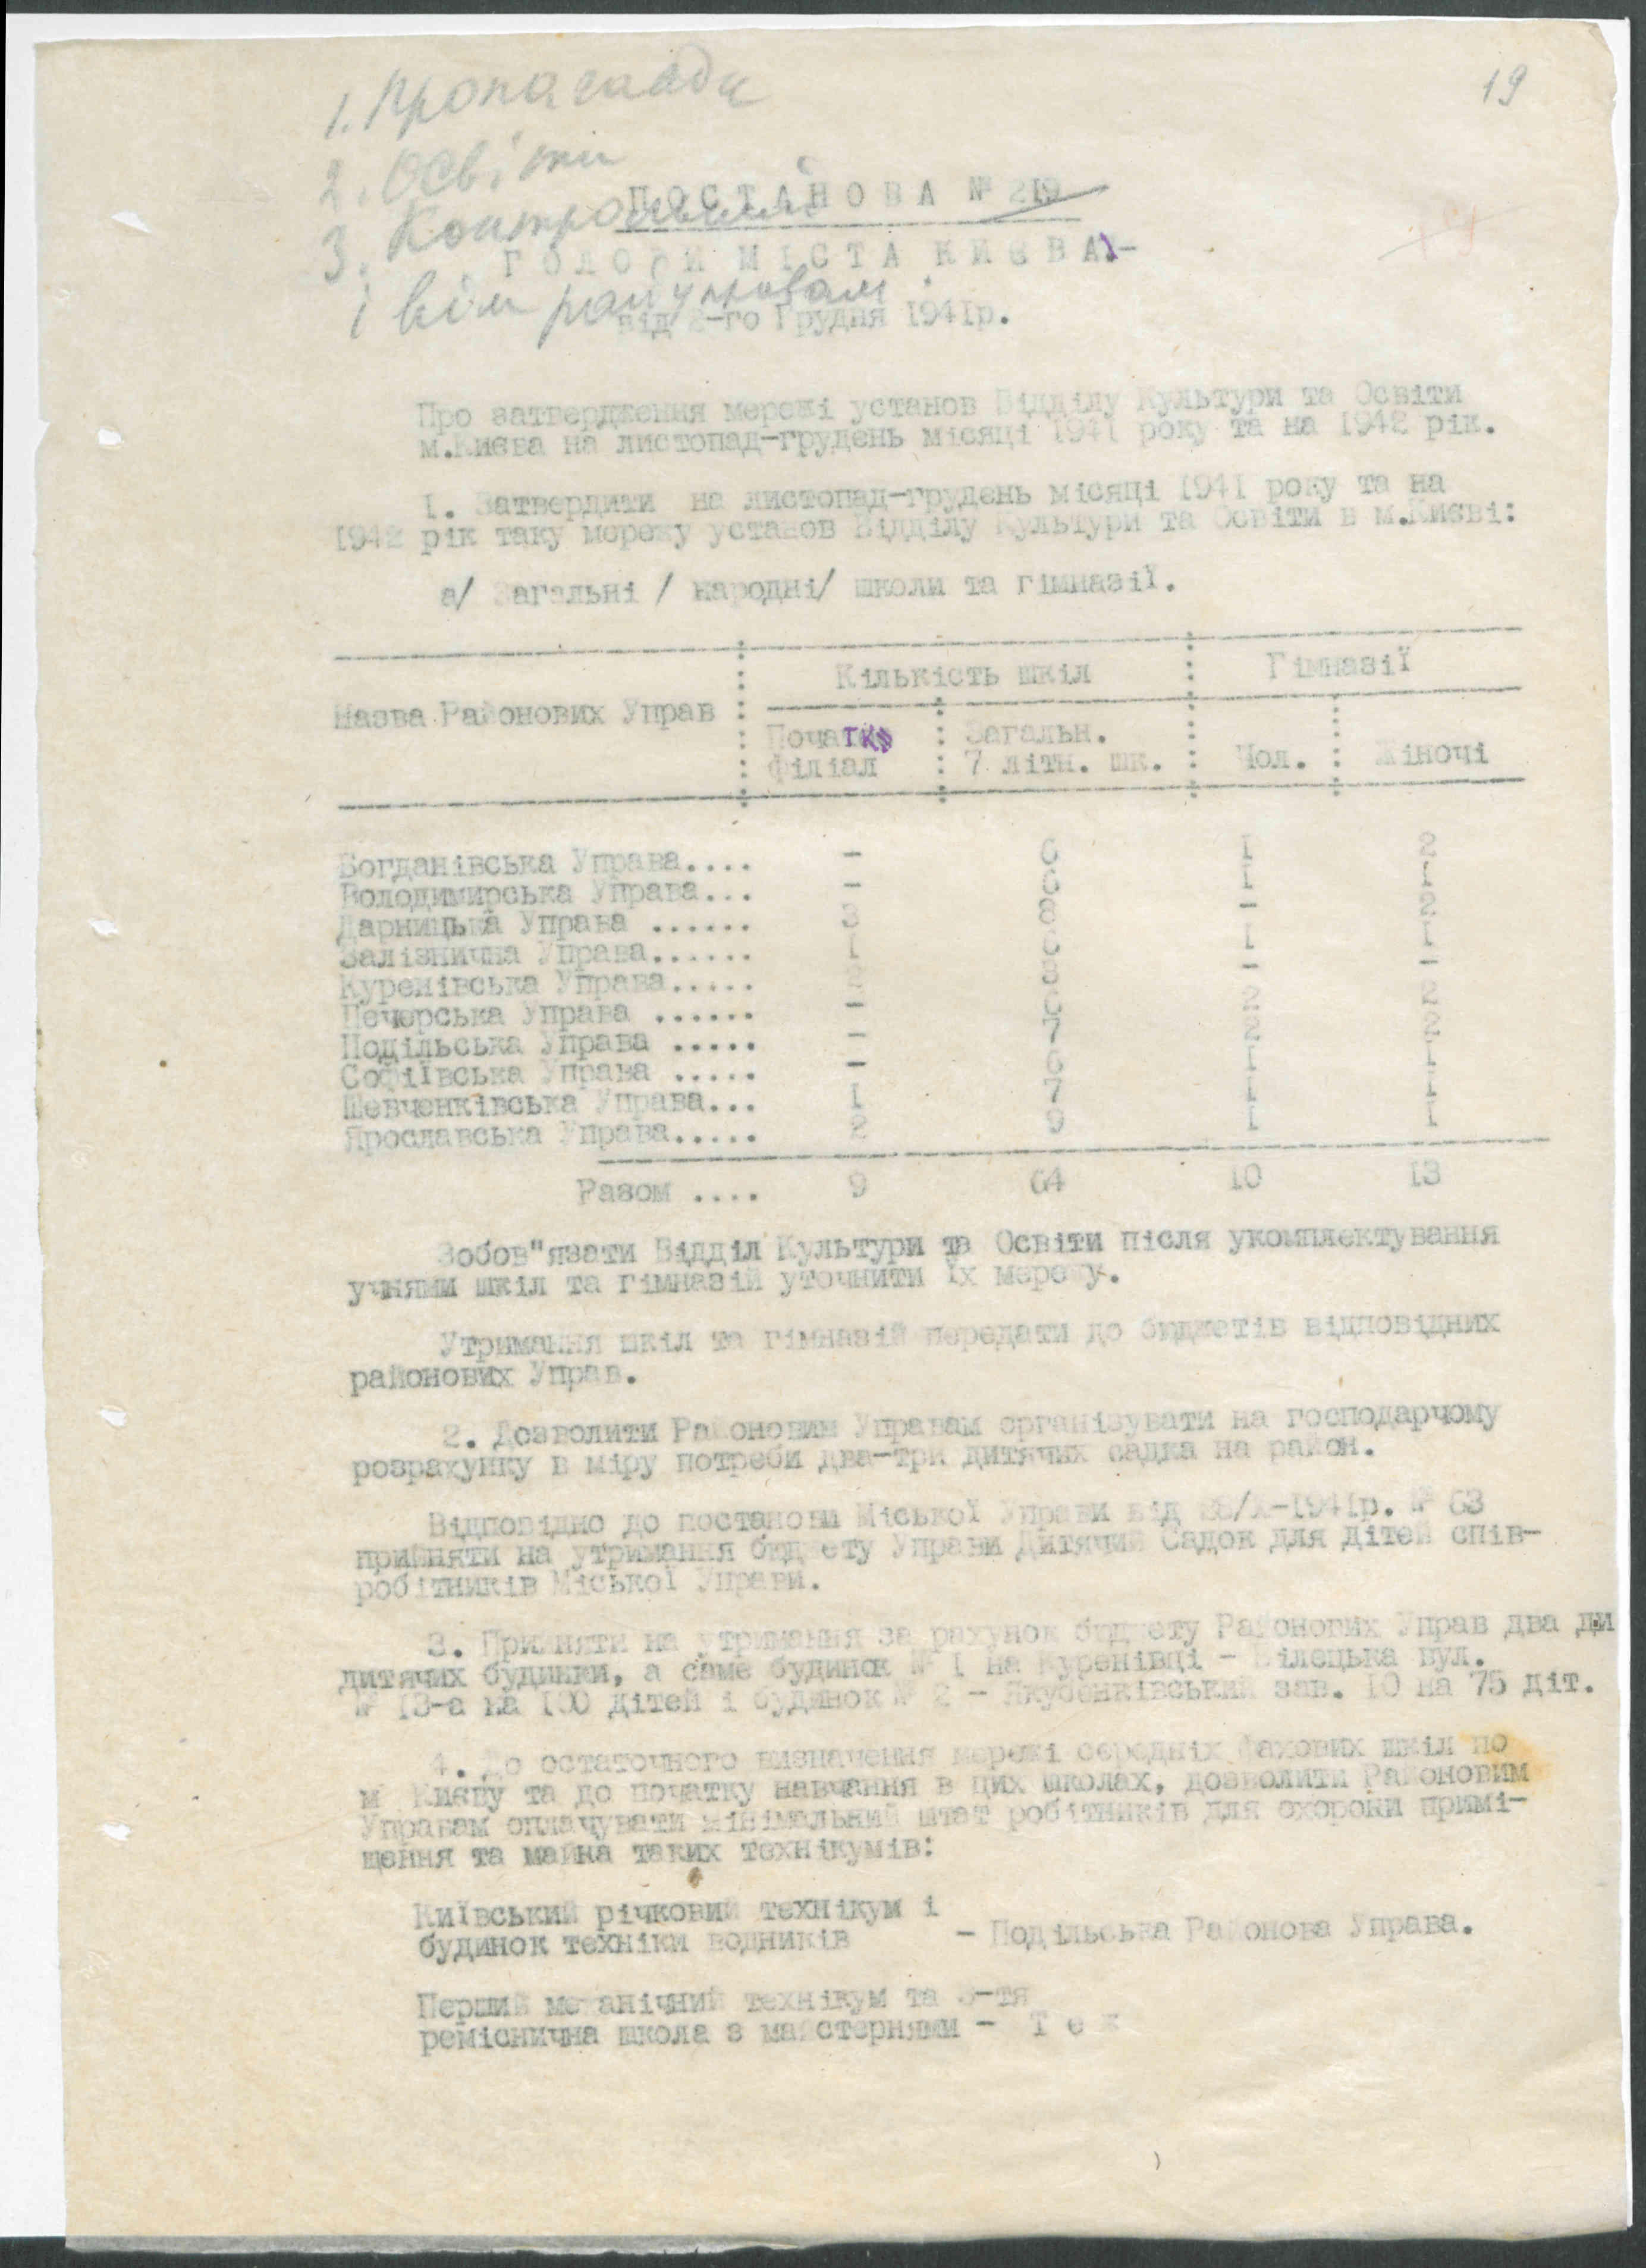 19
1. Пропаганди
2. Освіти
3. Контрольний
і всім райуправам
ПОСТАНОВА № 219
ГОЛОВИ МІСТА КИЄВА.-
від 2-го Грудня 1941р.
Про затвердження мережі установ Відділу Культури та Освіти
м.Києва на листопад-грудень місяці 1941 року та на 1942 рік.
1. Затвердити на листопад-грудень місяці 1941 року та на
1942 рік таку мережу установ Відділу Культури та Освіти в м.Києві:
а/ Загальні / народні/ школи та гімназії.
Кількість шкіл : Гімназії
Назва Районових Управ
Початк. : Загальн.
філіал : 7 літн. шк. : Чол. : Жіночі
Богданівська Управа.... - 6 1 2
Володимирська Управа... - 6 1 1
Дарницька Управа ...... 3 8 - 2
Залізнична Управа...... 1 6 1 1
Куренівська Управа..... 2 8 - -
Печерська Управа ...... - 6 2 2
Подільська Управа ..... - 7 2 2
Софіївська Управа ..... - 6 1 1
Шевченківська Управа... 1 7 1 1
Ярославська Управа..... 2 9 1 1
Разом .... 9 64 10 13
Зобов"язати Відділ Культури та Освіти після укомплектування
учнями шкіл та гімназій уточнити їх мережу.
Утримання шкіл та гімназій передати до бюджетів відповідних
районових Управ.
2. Дозволити Районовим Управам організувати на господарчому
розрахунку в міру потреби два-три дитячих садка на район.
Відповідно до постанови Міської Управи від /X-1941р. № 63
прийняти на утримання бюджету Управи Дитячий Садок для дітей спів-
робітників Міської Управи.
3. Прийняти на утримання за рахунок бюджету Районових Управ два ди
дитячих будинки, а саме будинок № 1 на Куренівці - Білецька вул.
№ 13-а на 100 дітей і будинок № 2 - Якубенківський зав. 10 на 75 діт.
4. До остаточного визначення мережі середніх фахових шкіл по
м Києву та до початку навчання в цих школах, дозволити Районовим
Управам оплачувати мінімальний штат робітників для охорони примі-
щення та майна таких технікумів:
Київський річковий технікум і
будинок техніки водників - Подільська Районова Управа.
Перший механічний технікум та 3-тя
реміснична школа з майстернями - Т е ж